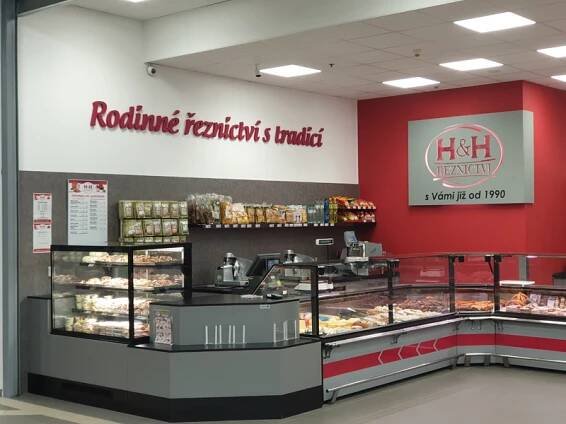 Rodinné řeznictví s tradicí
H&H
ŘEZNICTVÍ
s Vámi již od 1990
H&H